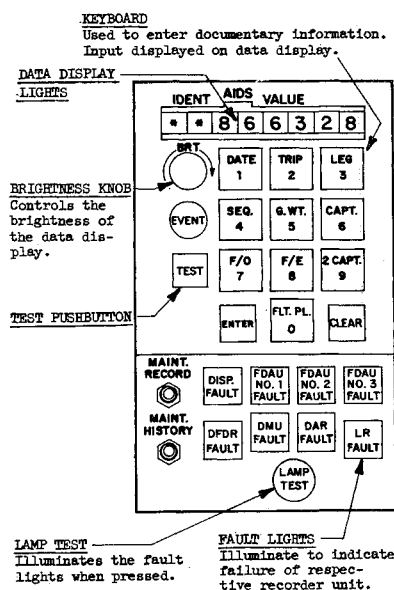 KEYBOARD
Used to enter documentary information.
Input displayed on data display.
DATA DISPLAY
LIGHTS
IDENT AIDS VALUE
* * 8 6 6 3 2 8
BRT
DATE 1 TRIP 2 LEG 3
BRIGHTNESS KNOB
Controls the
brightness of
the data dis-
play.
EVENT
SEQ. 4 G.WT. 5 CAPT. 6
TEST
F/O 7 F/E 8 2 CAPT. 9
TEST PUSHBUTTON
ENTER FLT. PL. 0 CLEAR
MAINT.
RECORD
DISP. FAULT FDAU NO. 1 FAULT FDAU NO. 2 FAULT FDAU NO. 3 FAULT
MAINT.
HISTORY
DFDR FAULT DMU FAULT DAR FAULT LR FAULT
LAMP
TEST
LAMP TEST
Illuminates the fault
lights when pressed.
FAULT LIGHTS
Illuminate to indicate
failure of respec-
tive recorder unit.